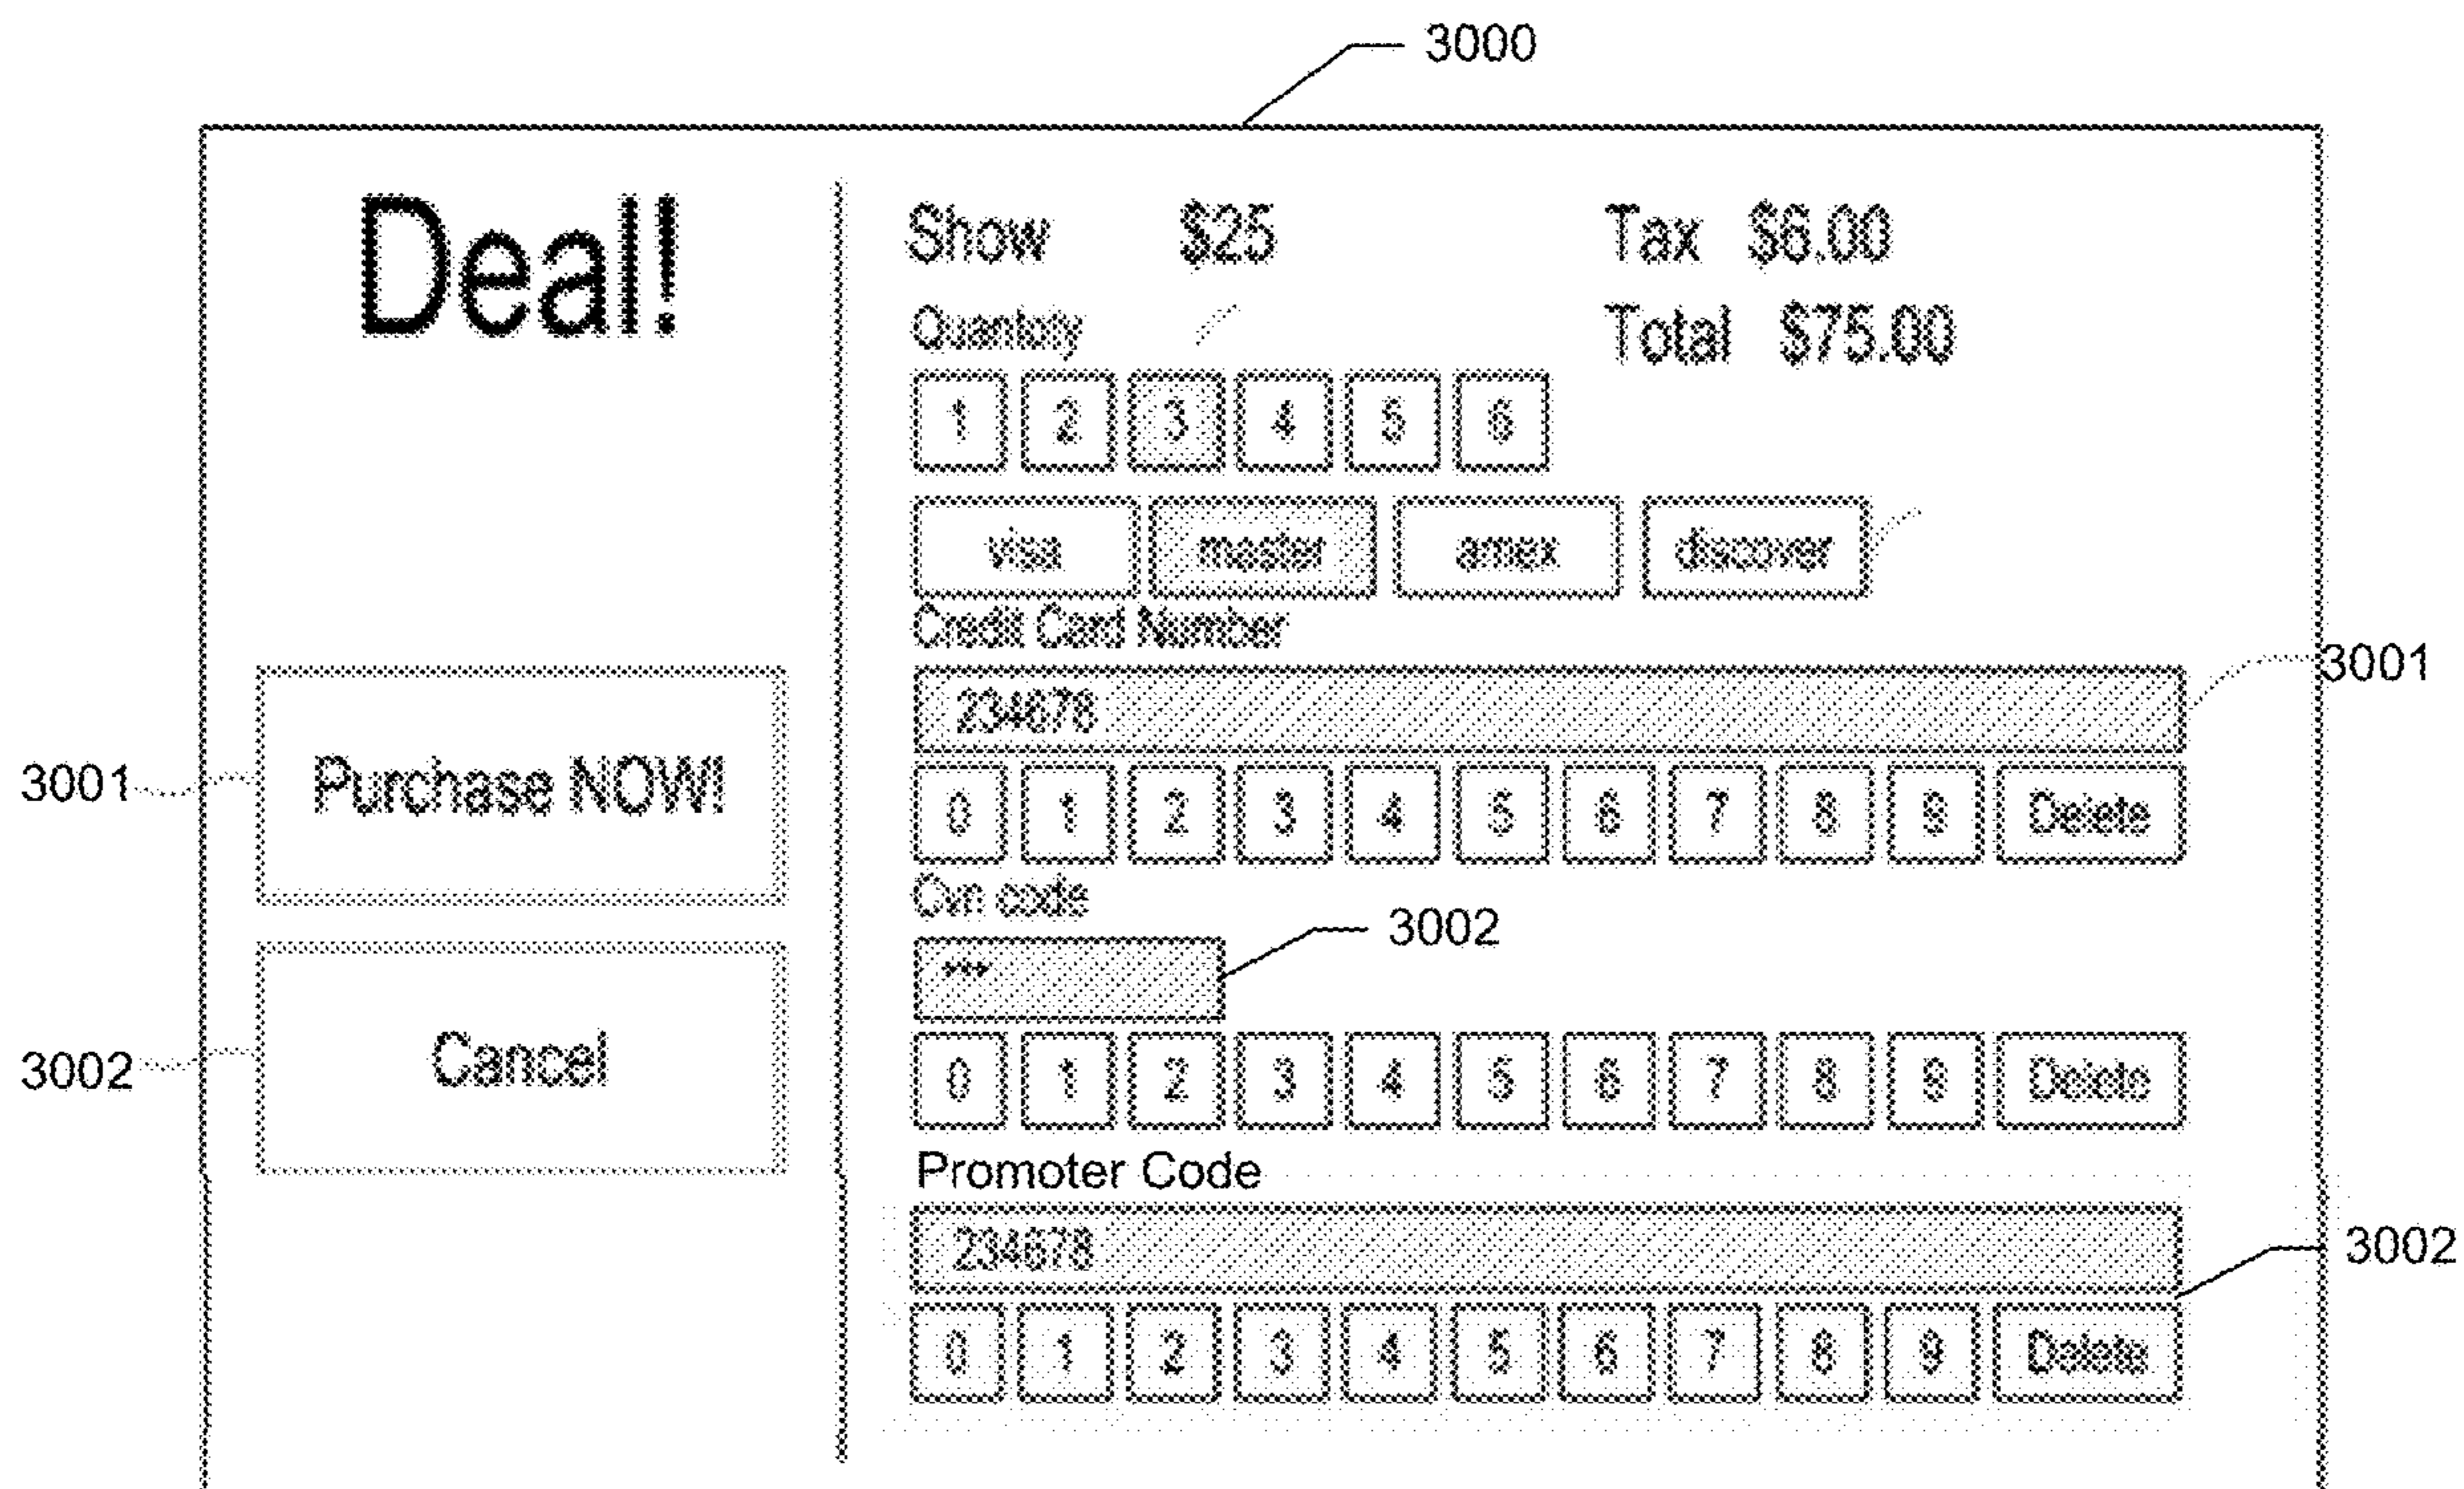 3000
Deal!
Show $25 Tax $6.00
Quantity
Total $75.00
1 2 3 4 5 6
visa master amex discover
Credit Card Number
3001
234678
3001
Purchase NOW!
0 1 2 3 4 5 6 7 8 9 Delete
Cvn code
3002
***
3002
Cancel
0 1 2 3 4 5 6 7 8 9 Delete
Promoter Code
234678
3002
0 1 2 3 4 5 6 7 8 9 Delete